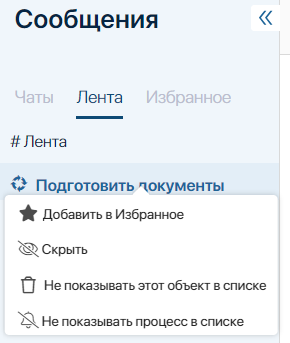 Сообщения
Чаты Лента Избранное
# Лента
Подготовить документы
Добавить в Избранное
Скрыть
Не показывать этот объект в списке
Не показывать процесс в списке